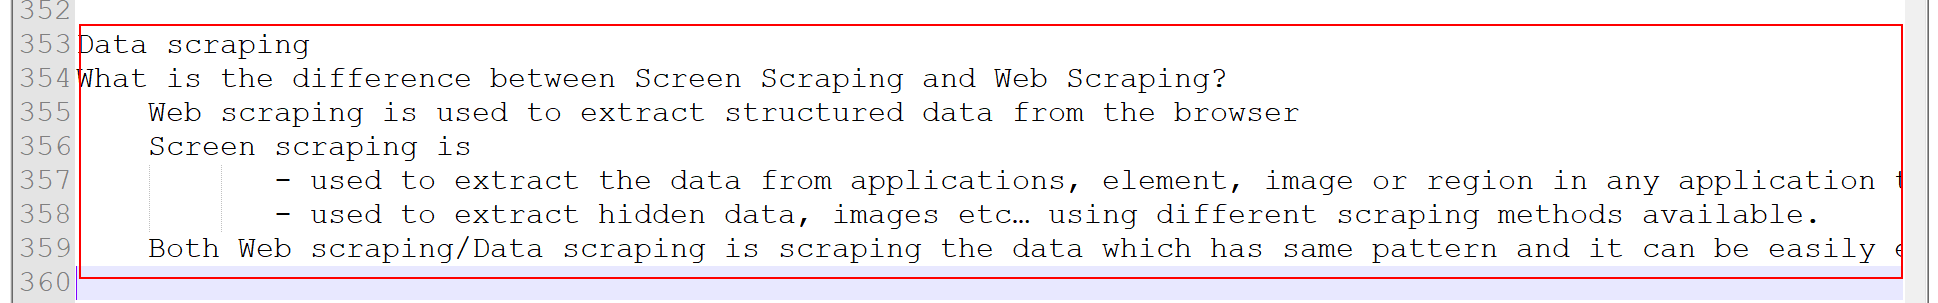 352
353 Data scraping
354 What is the difference between Screen Scraping and Web Scraping?
355 Web scraping is used to extract structured data from the browser
356 Screen scraping is
357 - used to extract the data from applications, element, image or region in any application
358 - used to extract hidden data, images etc… using different scraping methods available.
359 Both Web scraping/Data scraping is scraping the data which has same pattern and it can be easily
360